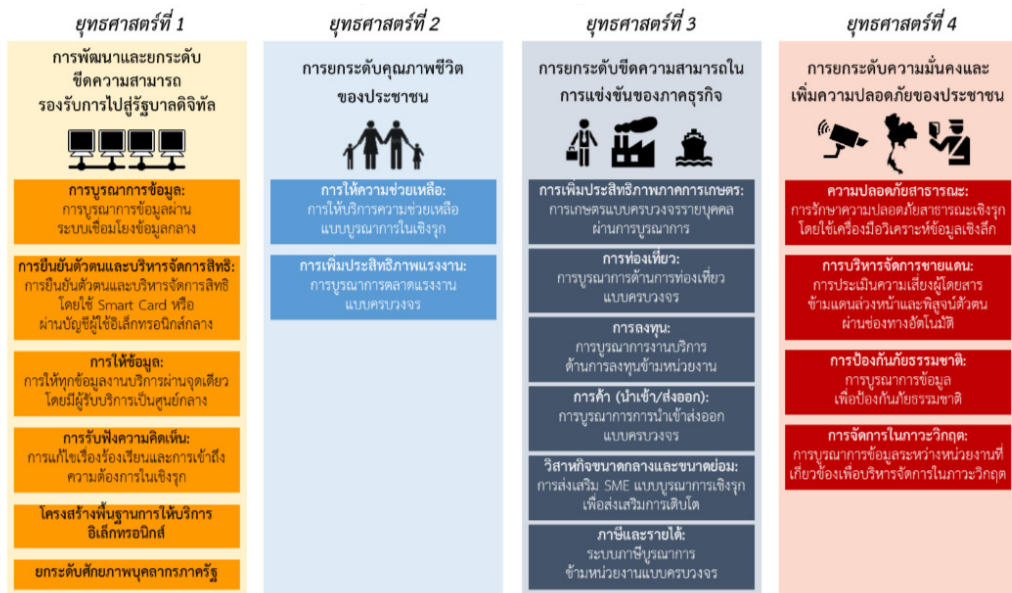 ยุทธศาสตร์ที่ 1
การพัฒนาและยกระดับ
ขีดความสามารถ
รองรับการไปสู่รัฐบาลดิจิทัล
การบูรณาการข้อมูล:
การบูรณาการข้อมูลผ่าน
ระบบเชื่อมโยงข้อมูลกลาง
การยืนยันตัวตนและบริหารจัดการสิทธิ:
การยืนยันตัวตนและบริหารจัดการสิทธิ
โดยใช้ Smart Card หรือ
ผ่านบัญชีผู้ใช้อิเล็กทรอนิกส์กลาง
การให้ข้อมูล:
การให้ทุกข้อมูลงานบริการผ่านจุดเดียว
โดยมีผู้รับบริการเป็นศูนย์กลาง
การรับฟังความคิดเห็น:
การแก้ไขเรื่องร้องเรียนและการเข้าถึง
ความต้องการในเชิงรุก
โครงสร้างพื้นฐานการให้บริการ
อิเล็กทรอนิกส์
ยกระดับศักยภาพบุคลากรภาครัฐ
ยุทธศาสตร์ที่ 2
การยกระดับคุณภาพชีวิต
ของประชาชน
การให้ความช่วยเหลือ:
การให้บริการความช่วยเหลือ
แบบบูรณาการในเชิงรุก
การเพิ่มประสิทธิภาพแรงงาน:
การบูรณาการตลาดแรงงาน
แบบครบวงจร
ยุทธศาสตร์ที่ 3
การยกระดับขีดความสามารถใน
การแข่งขันของภาคธุรกิจ
การเพิ่มประสิทธิภาพภาคการเกษตร:
การเกษตรแบบครบวงจรรายบุคคล
ผ่านการบูรณาการ
การท่องเที่ยว:
การบูรณาการด้านการท่องเที่ยว
แบบครบวงจร
การลงทุน:
การบูรณาการงานบริการ
ด้านการลงทุนข้ามหน่วยงาน
การค้า (นำเข้า/ส่งออก):
การบูรณาการการนำเข้าส่งออก
แบบครบวงจร
วิสาหกิจขนาดกลางและขนาดย่อม:
การส่งเสริม SME แบบบูรณาการเชิงรุก
เพื่อส่งเสริมการเติบโต
ภาษีและรายได้:
ระบบภาษีบูรณาการ
ข้ามหน่วยงานแบบครบวงจร
ยุทธศาสตร์ที่ 4
การยกระดับความมั่นคงและ
เพิ่มความปลอดภัยของประชาชน
ความปลอดภัยสาธารณะ:
การรักษาความปลอดภัยสาธารณะเชิงรุก
โดยใช้เครื่องมือวิเคราะห์ข้อมูลเชิงลึก
การบริหารจัดการชายแดน:
การประเมินความเสี่ยงผู้โดยสาร
ข้ามแดนล่วงหน้าและพิสูจน์ตัวตน
ผ่านช่องทางอัตโนมัติ
การป้องกันภัยธรรมชาติ:
การบูรณาการข้อมูล
เพื่อป้องกันภัยธรรมชาติ
การจัดการในภาวะวิกฤต:
การบูรณาการข้อมูลระหว่างหน่วยงานที่
เกี่ยวข้องเพื่อบริหารจัดการในภาวะวิกฤต